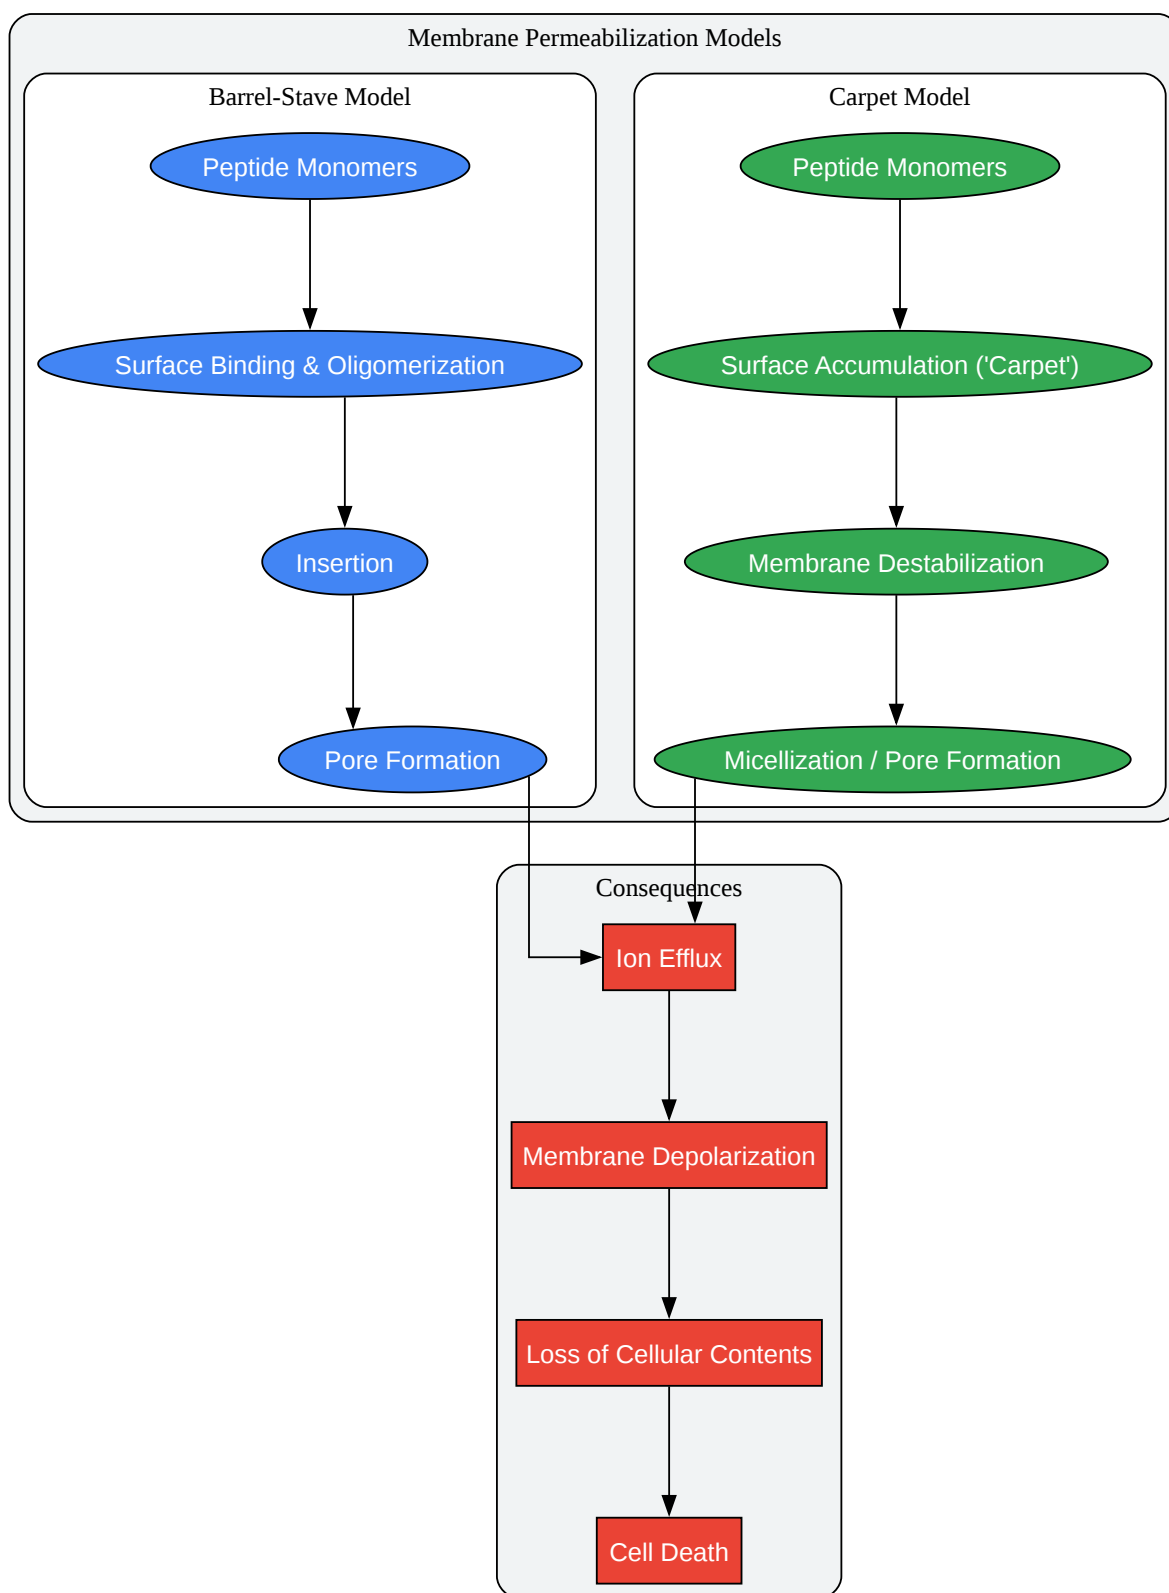 Membrane Permeabilization Models
Barrel-Stave Model
Peptide Monomers
Surface Binding & Oligomerization
Insertion
Pore Formation
Carpet Model
Peptide Monomers
Surface Accumulation ('Carpet')
Membrane Destabilization
Micellization / Pore Formation
Consequences
Ion Efflux
Membrane Depolarization
Loss of Cellular Contents
Cell Death